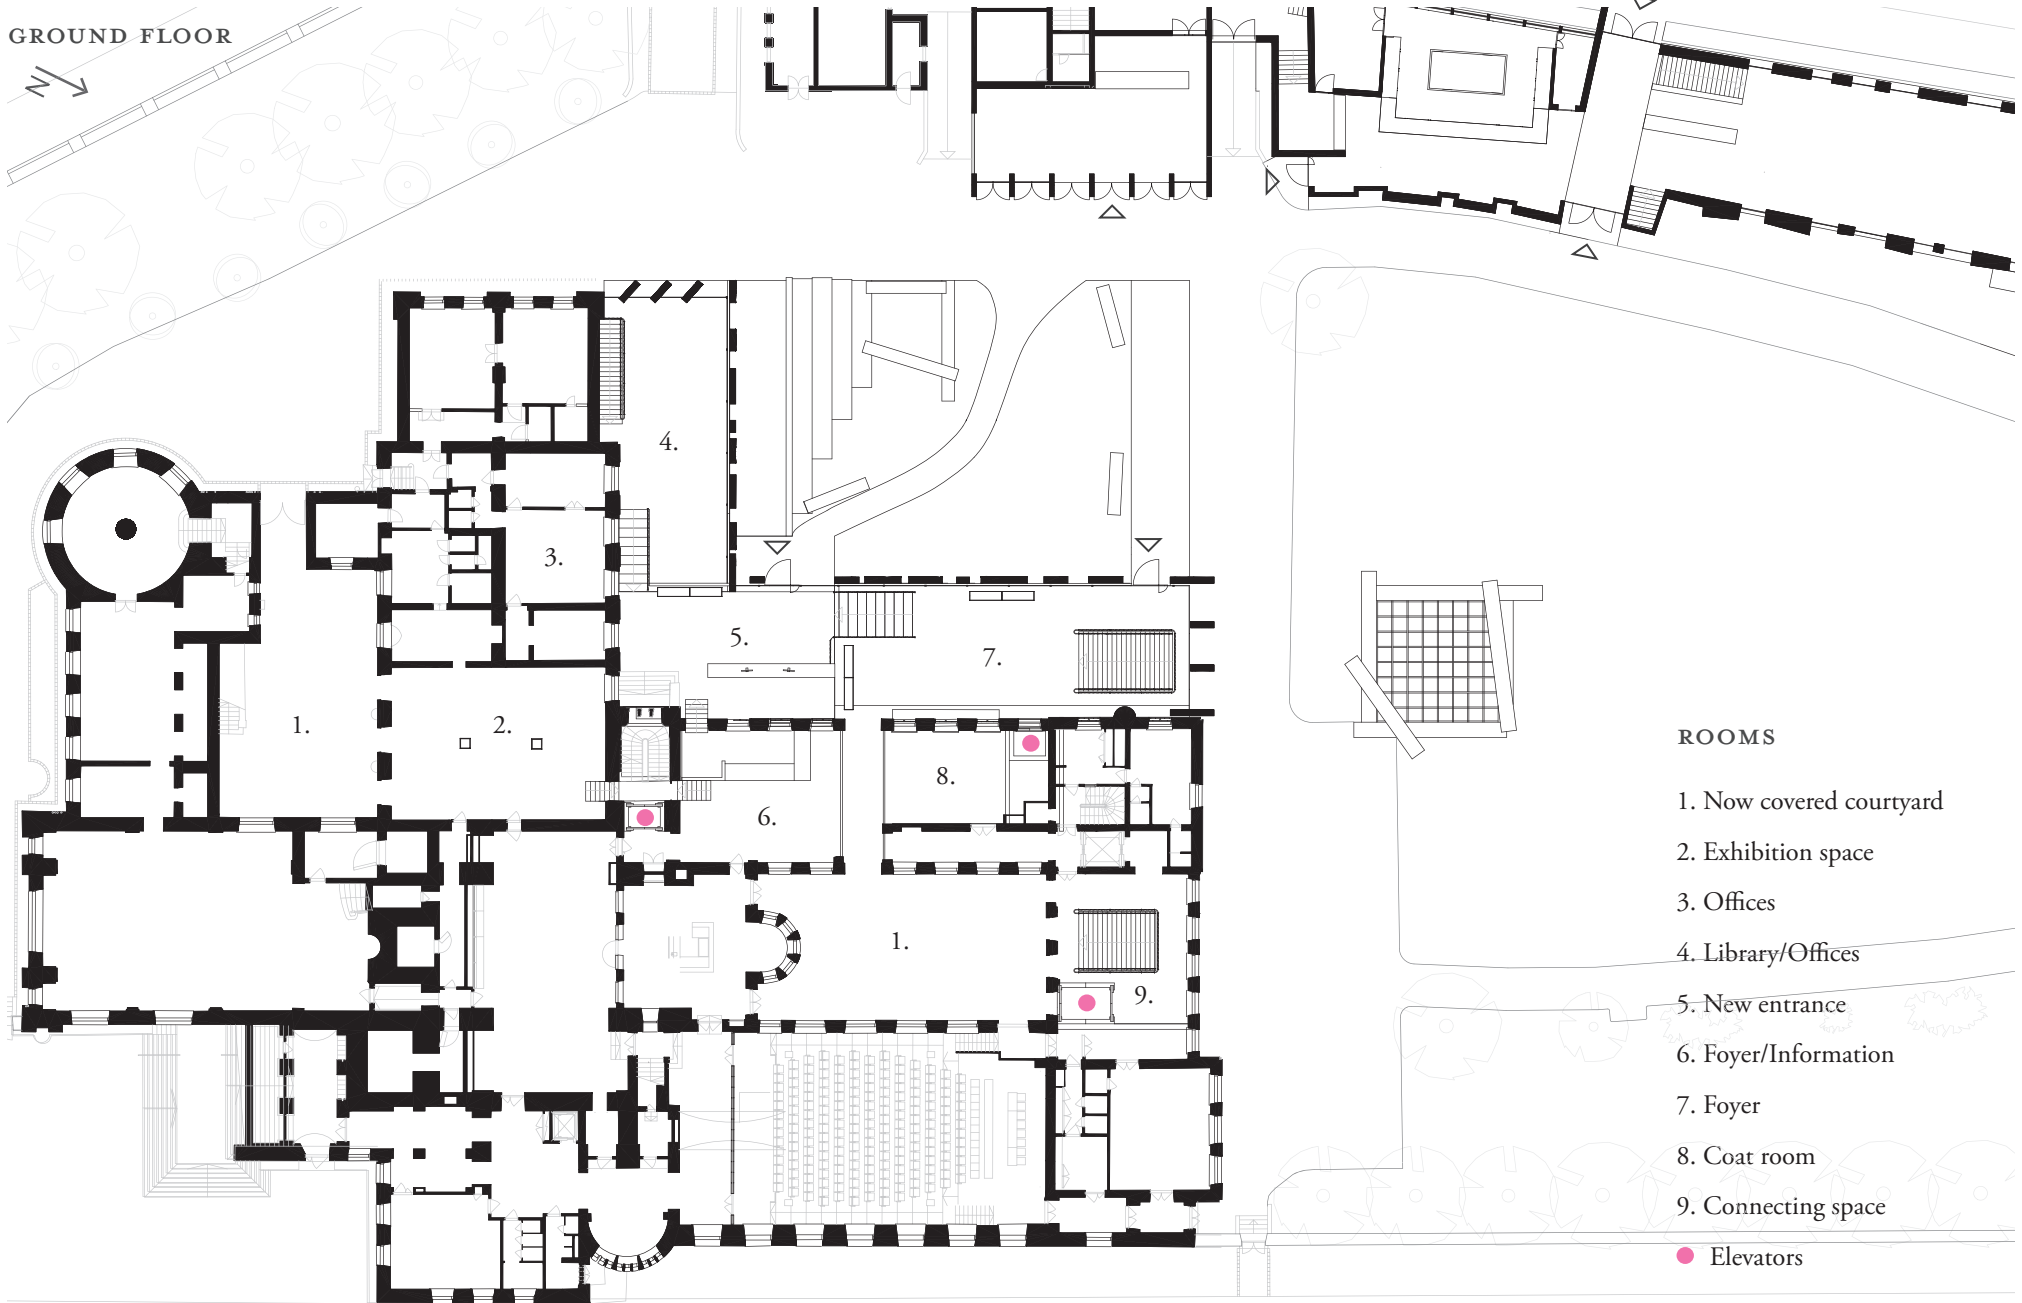 GROUND FLOOR
N
4.
3.
5.
7.
1.
2.
8.
6.
1.
9.
ROOMS
1. Now covered courtyard
2. Exhibition space
3. Offices
4. Library/Offices
5. New entrance
6. Foyer/Information
7. Foyer
8. Coat room
9. Connecting space
Elevators